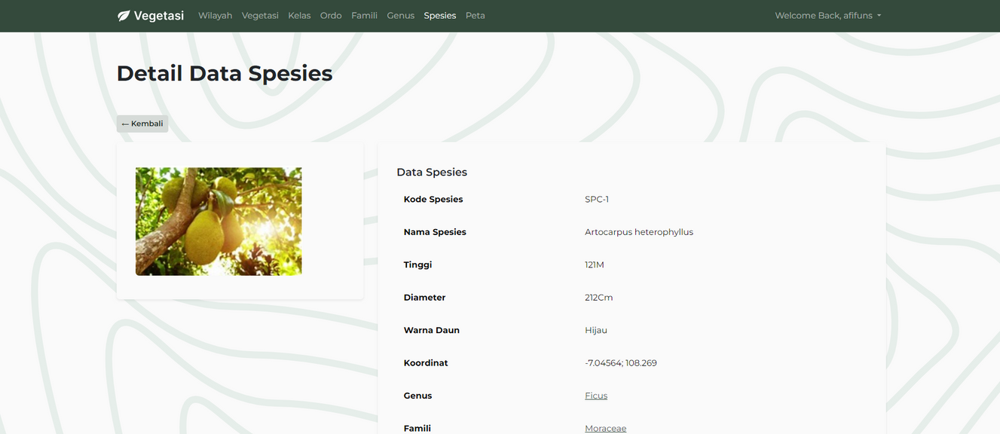 Vegetasi Wilayah Vegetasi Kelas Ordo Famili Genus Spesies Peta Welcome Back, afifuns
Detail Data Spesies
← Kembali
Data Spesies
Kode Spesies SPC-1
Nama Spesies Artocarpus heterophyllus
Tinggi 121M
Diameter 212Cm
Warna Daun Hijau
Koordinat -7.04564; 108.269
Genus Ficus
Famili Moraceae